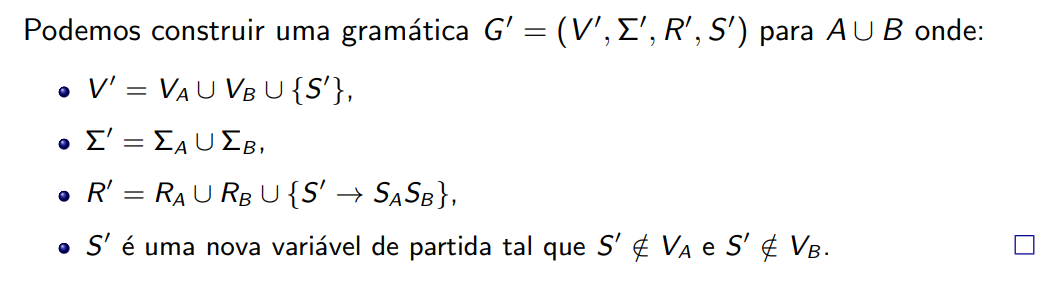 Podemos construir uma gramática G′ = (V′, Σ′, R′, S′) para A ∪ B onde:
• V′ = V_A ∪ V_B ∪ {S′},
• Σ′ = Σ_A ∪ Σ_B,
• R′ = R_A ∪ R_B ∪ {S′ → S_A S_B},
• S′ é uma nova variável de partida tal que S′ ∉ V_A e S′ ∉ V_B. □